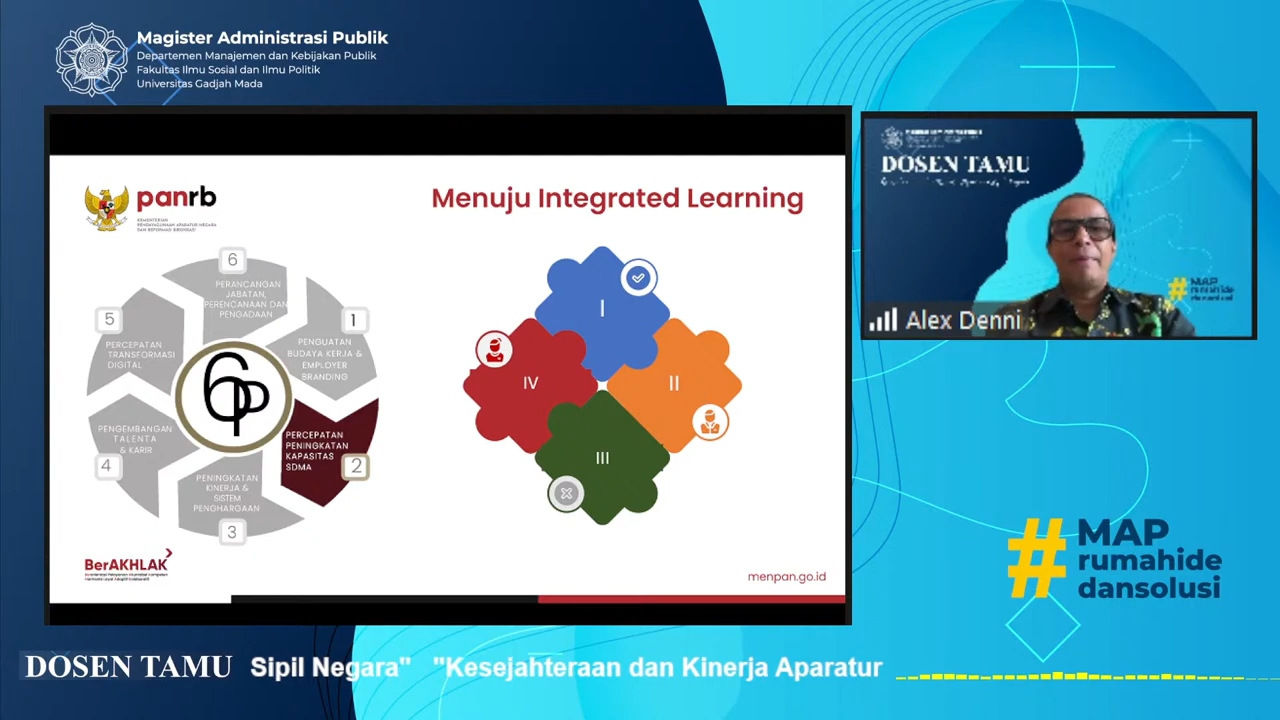 Magister Administrasi Publik
Departemen Manajemen dan Kebijakan Publik
Fakultas Ilmu Sosial dan Ilmu Politik
Universitas Gadjah Mada
panrb
KEMENTERIAN
PENDAYAGUNAAN APARATUR NEGARA
DAN REFORMASI BIROKRASI
Menuju Integrated Learning
6
PERANCANGAN
JABATAN,
PERENCANAAN DAN
PENGADAAN
1
PENGUATAN
BUDAYA KERJA &
EMPLOYER
BRANDING
PERCEPATAN
PENINGKATAN
KAPASITAS
SDMA
2
PENINGKATAN
KINERJA &
SISTEM
PENGHARGAAN
3
PENGEMBANGAN
TALENTA
& KARIR
4
5
PERCEPATAN
TRANSFORMASI
DIGITAL
6P
I
II
III
IV
BerAKHLAK
menpan.go.id
DOSEN TAMU
MAP
rumahide
dansolusi
Alex Denni
#MAP
rumahide
dansolusi
DOSEN TAMU
Sipil Negara" "Kesejahteraan dan Kinerja Aparatur